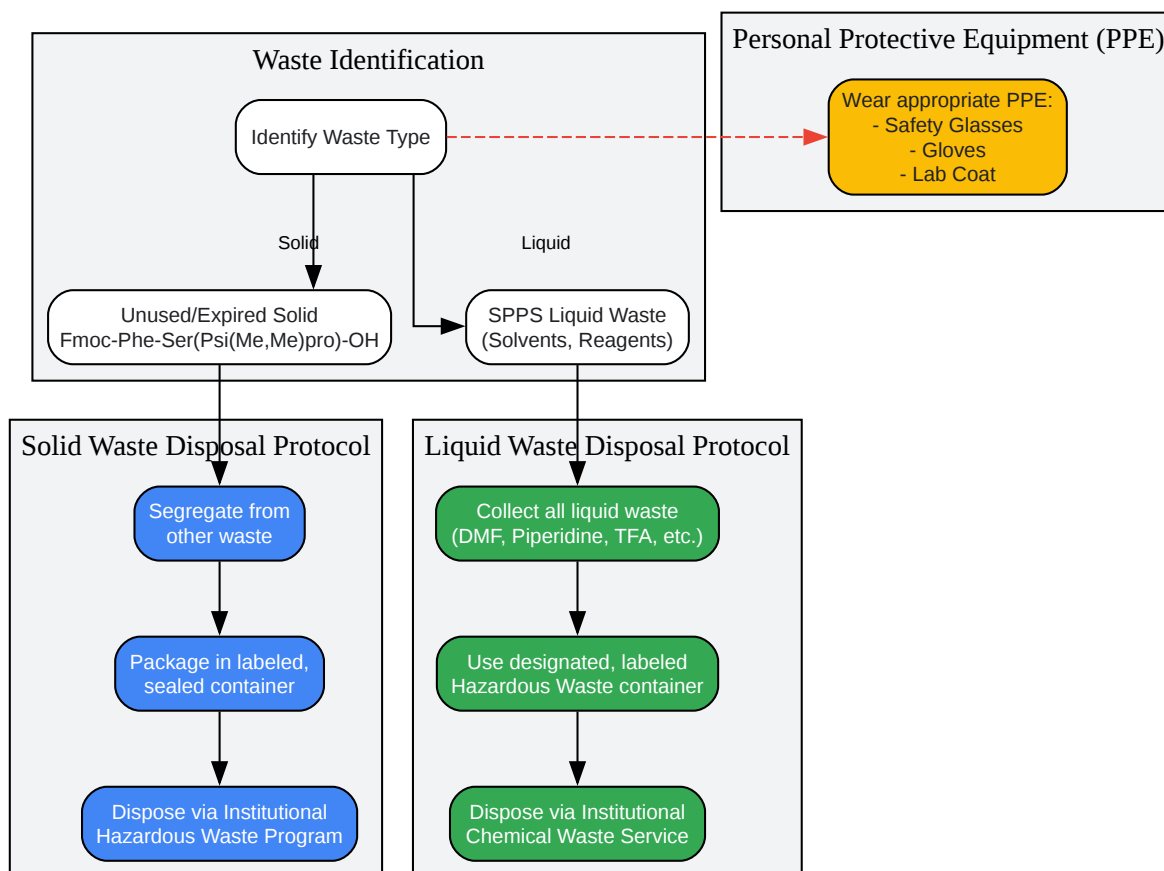 Personal Protective Equipment (PPE)
Waste Identification
Wear appropriate PPE:
- Safety Glasses
- Gloves
- Lab Coat
Identify Waste Type
Solid
Liquid
Unused/Expired Solid
Fmoc-Phe-Ser(Psi(Me,Me)pro)-OH
SPPS Liquid Waste
(Solvents, Reagents)
Solid Waste Disposal Protocol
Segregate from
other waste
Package in labeled,
sealed container
Dispose via Institutional
Hazardous Waste Program
Liquid Waste Disposal Protocol
Collect all liquid waste
(DMF, Piperidine, TFA, etc.)
Use designated, labeled
Hazardous Waste container
Dispose via Institutional
Chemical Waste Service